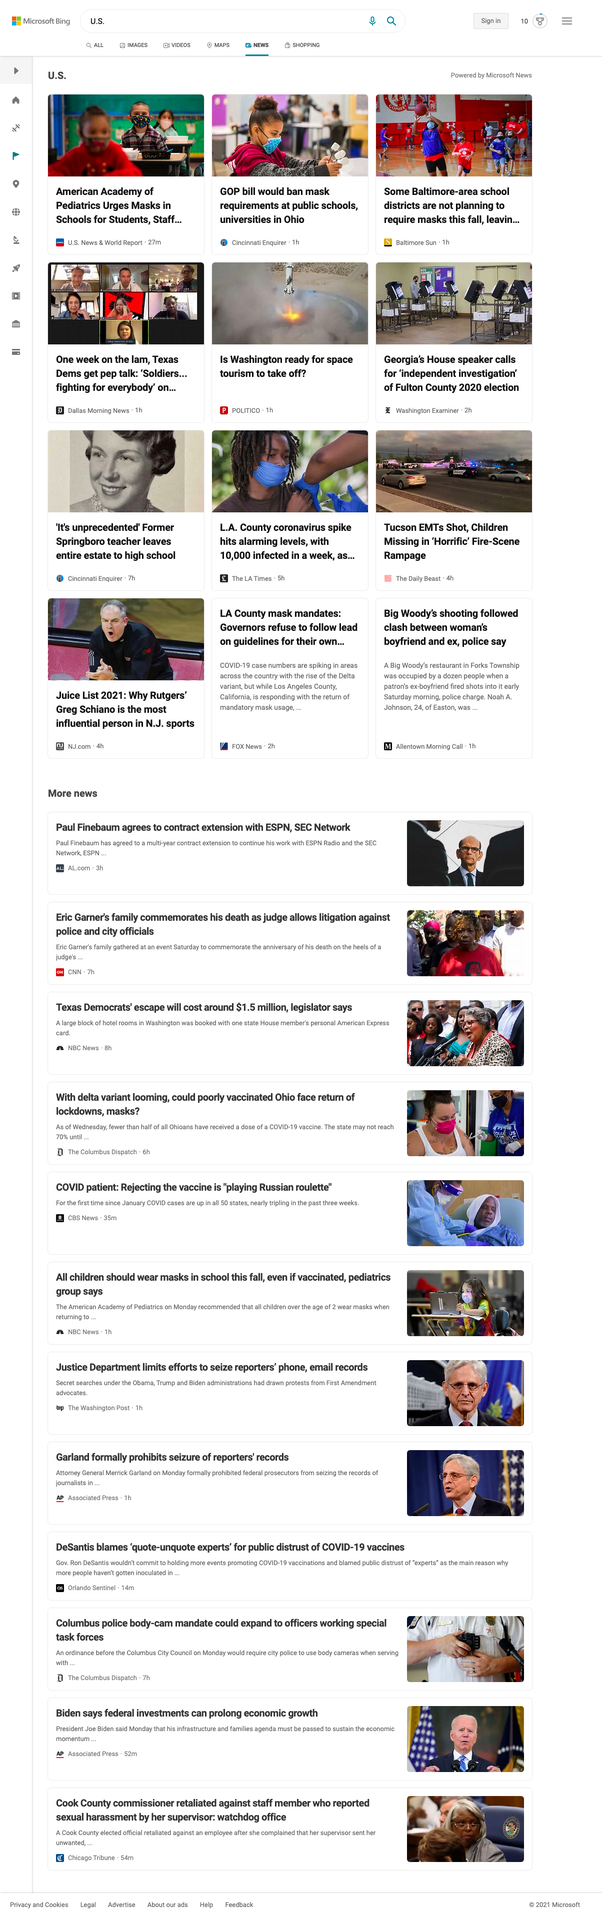 Microsoft Bing
U.S.
Sign in
10
ALL
IMAGES
VIDEOS
MAPS
NEWS
SHOPPING
U.S.
Powered by Microsoft News
American Academy of
Pediatrics Urges Masks in
Schools for Students, Staff...
U.S. News & World Report · 27m
GOP bill would ban mask
requirements at public schools,
universities in Ohio
Cincinnati Enquirer · 1h
Some Baltimore-area school
districts are not planning to
require masks this fall, leavin...
Baltimore Sun · 1h
One week on the lam, Texas
Dems get pep talk: ‘Soldiers...
fighting for everybody’ on...
Dallas Morning News · 1h
Is Washington ready for space
tourism to take off?
POLITICO · 1h
Georgia’s House speaker calls
for ‘independent investigation’
of Fulton County 2020 election
Washington Examiner · 2h
'It's unprecedented' Former
Springboro teacher leaves
entire estate to high school
Cincinnati Enquirer · 7h
L.A. County coronavirus spike
hits alarming levels, with
10,000 infected in a week, as...
The LA Times · 5h
Tucson EMTs Shot, Children
Missing in ‘Horrific’ Fire-Scene
Rampage
The Daily Beast · 4h
Juice List 2021: Why Rutgers’
Greg Schiano is the most
influential person in N.J. sports
NJ.com · 4h
LA County mask mandates:
Governors refuse to follow lead
on guidelines for their own...
COVID-19 case numbers are spiking in areas
across the country with the rise of the Delta
variant, but while Los Angeles County,
California, is responding with the return of
mandatory mask usage, ...
FOX News · 2h
Big Woody’s shooting followed
clash between woman’s
boyfriend and ex, police say
A Big Woody’s restaurant in Forks Township
was occupied by a dozen people when a
patron’s ex-boyfriend fired shots into it early
Saturday morning, police charge. Noah A.
Johnson, 24, of Easton, was ...
Allentown Morning Call · 1h
More news
Paul Finebaum agrees to contract extension with ESPN, SEC Network
Paul Finebaum has agreed to a multi-year contract extension to continue his work with ESPN Radio and the SEC
Network, ESPN ...
AL.com · 3h
Eric Garner's family commemorates his death as judge allows litigation against
police and city officials
Eric Garner's family gathered at an event Saturday to commemorate the anniversary of his death on the heels of a
judge's ...
CNN · 7h
Texas Democrats' escape will cost around $1.5 million, legislator says
A large block of hotel rooms in Washington was booked with one state House member's personal American Express
card.
NBC News · 8h
With delta variant looming, could poorly vaccinated Ohio face return of
lockdowns, masks?
As of Wednesday, fewer than half of all Ohioans have received a dose of a COVID-19 vaccine. The state may not reach
70% until ...
The Columbus Dispatch · 6h
COVID patient: Rejecting the vaccine is "playing Russian roulette"
For the first time since January COVID cases are up in all 50 states, nearly tripling in the past three weeks.
CBS News · 35m
All children should wear masks in school this fall, even if vaccinated, pediatrics
group says
The American Academy of Pediatrics on Monday recommended that all children over the age of 2 wear masks when
returning to ...
NBC News · 1h
Justice Department limits efforts to seize reporters’ phone, email records
Secret searches under the Obama, Trump and Biden administrations had drawn protests from First Amendment
advocates.
The Washington Post · 1h
Garland formally prohibits seizure of reporters' records
Attorney General Merrick Garland on Monday formally prohibited federal prosecutors from seizing the records of
journalists in ...
Associated Press · 1h
DeSantis blames ‘quote-unquote experts’ for public distrust of COVID-19 vaccines
Gov. Ron DeSantis wouldn’t commit to holding more events promoting COVID-19 vaccinations and blamed public distrust of “experts” as the main reason why
more people haven’t gotten inoculated in ...
Orlando Sentinel · 14m
Columbus police body-cam mandate could expand to officers working special
task forces
An ordinance before the Columbus City Council on Monday would require city police to use body cameras when serving
with ...
The Columbus Dispatch · 7h
Biden says federal investments can prolong economic growth
President Joe Biden said Monday that his infrastructure and families agenda must be passed to sustain the economic
momentum ...
Associated Press · 52m
Cook County commissioner retaliated against staff member who reported
sexual harassment by her supervisor: watchdog office
A Cook County elected official retaliated against an employee after she complained that her supervisor sent her
unwanted, ...
Chicago Tribune · 54m
Privacy and Cookies
Legal
Advertise
About our ads
Help
Feedback
© 2021 Microsoft